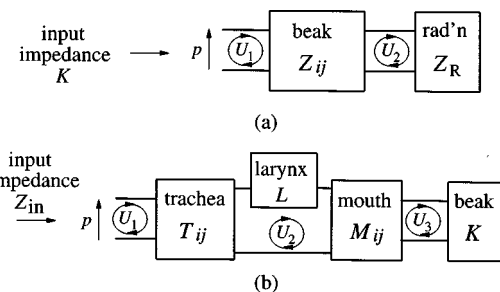 input
impedance
K
p
U1
beak
Zij
U2
rad'n
ZR
(a)
input
mpedance
Zin
p
U1
trachea
Tij
larynx
L
U2
mouth
Mij
U3
beak
K
(b)